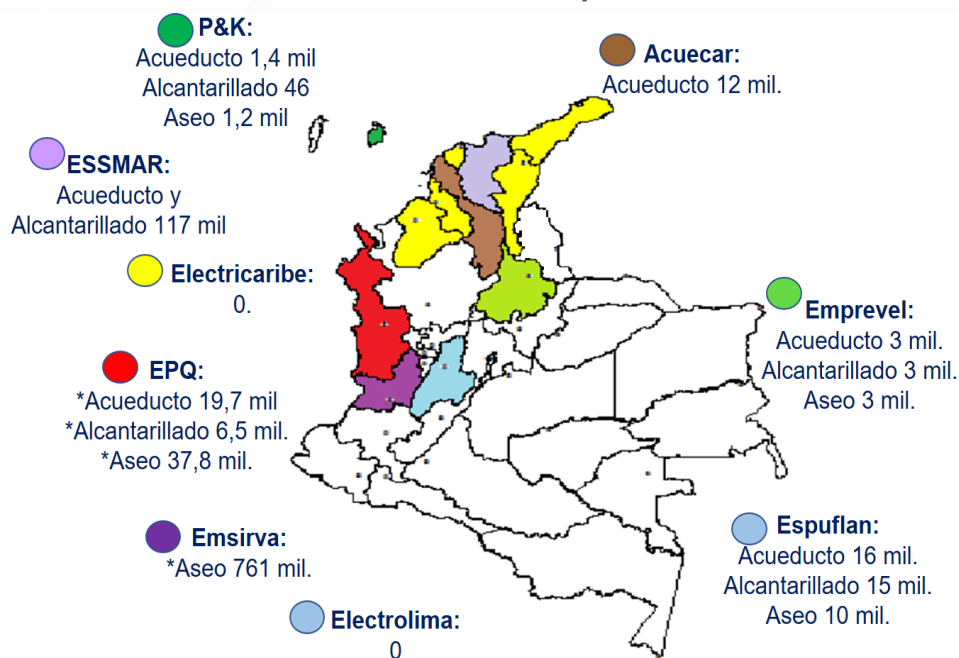 P&K:
Acueducto 1,4 mil
Alcantarillado 46
Aseo 1,2 mil
Acuecar:
Acueducto 12 mil.
ESSMAR:
Acueducto y
Alcantarillado 117 mil
Electricaribe:
0.
Emprevel:
Acueducto 3 mil.
Alcantarillado 3 mil.
Aseo 3 mil.
EPQ:
*Acueducto 19,7 mil
*Alcantarillado 6,5 mil.
*Aseo 37,8 mil.
Emsirva:
*Aseo 761 mil.
Espuflan:
Acueducto 16 mil.
Alcantarillado 15 mil.
Aseo 10 mil.
Electrolima:
0